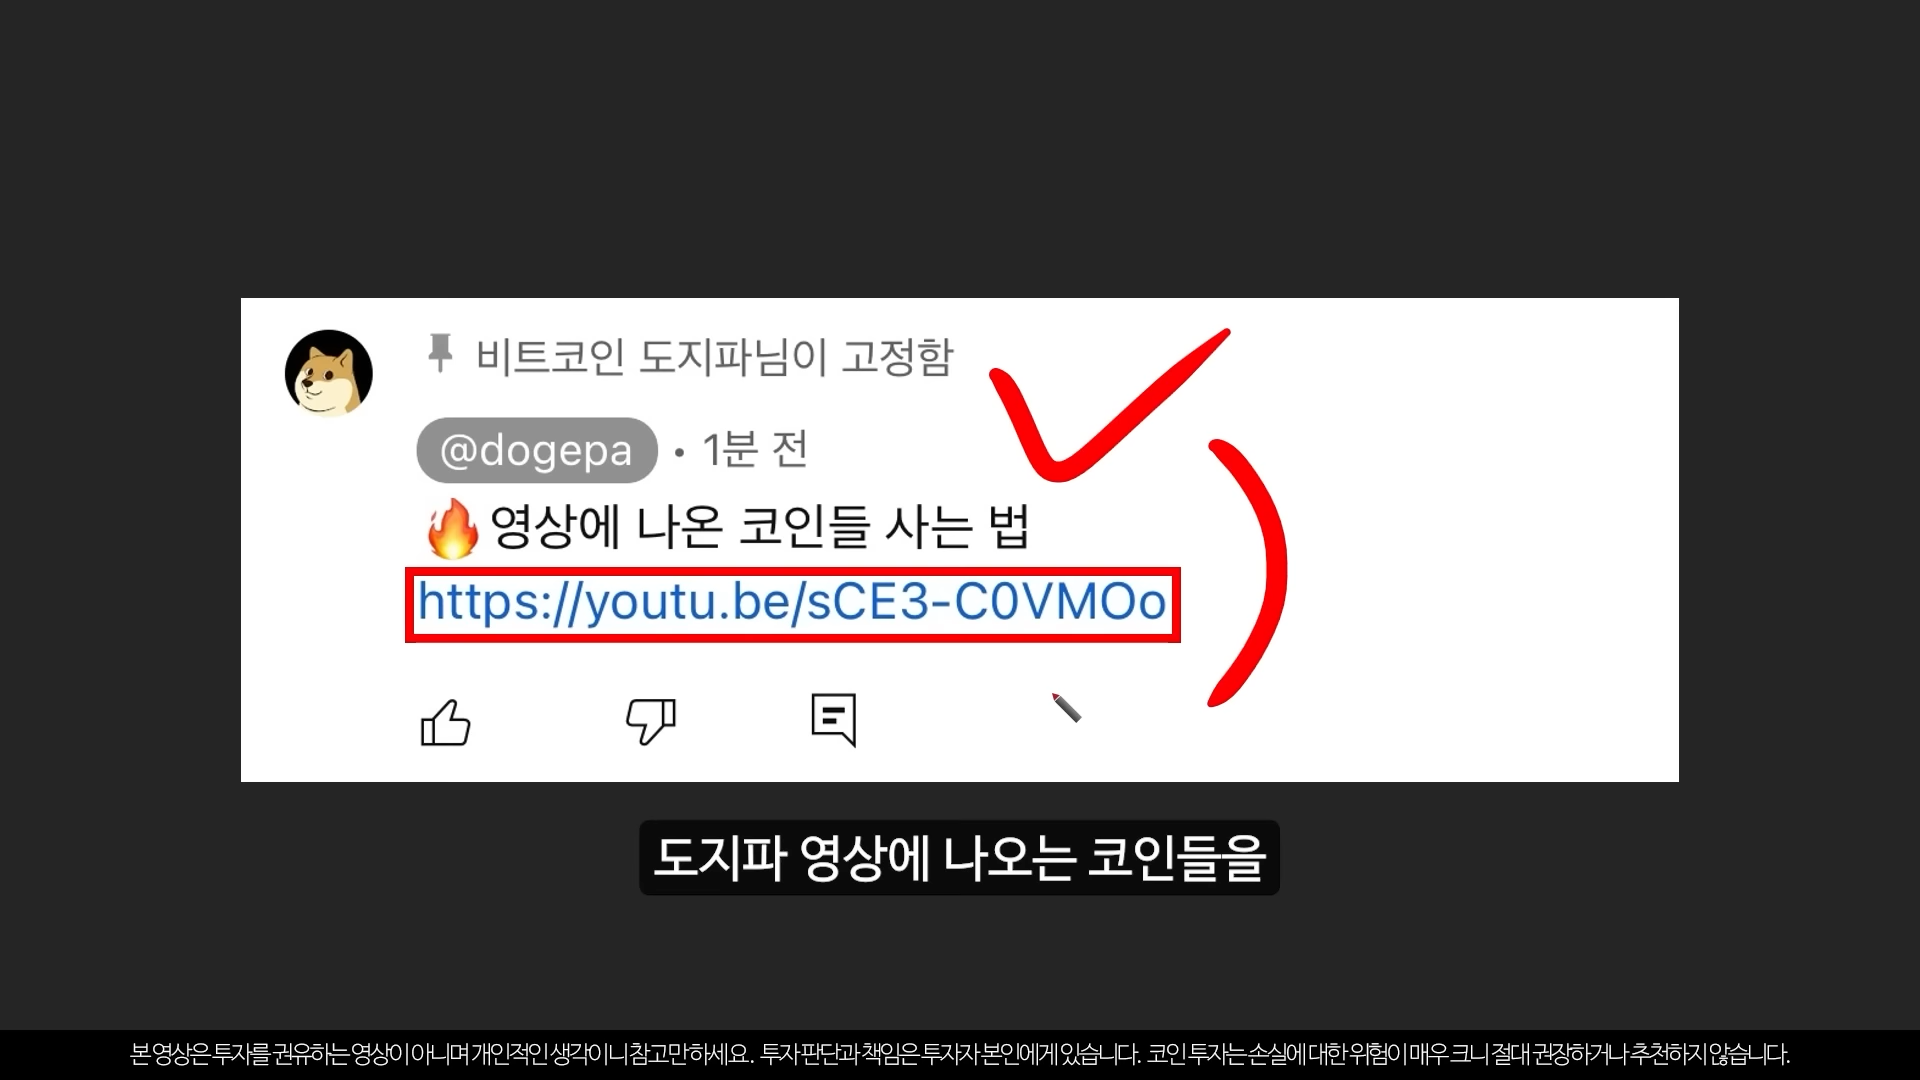 비트코인 도지파님이 고정함
@dogepa • 1분 전
🔥영상에 나온 코인들 사는 법
https://youtu.be/sCE3-C0VMOo
도지파 영상에 나오는 코인들을
본 영상은 투자를 권유하는 영상이 아니며 개인적인 생각이니 참고만 하세요. 투자 판단과 책임은 투자자 본인에게 있습니다. 코인 투자는 손실에 대한 위험이 매우 크니 절대 권장하거나 추천하지 않습니다.